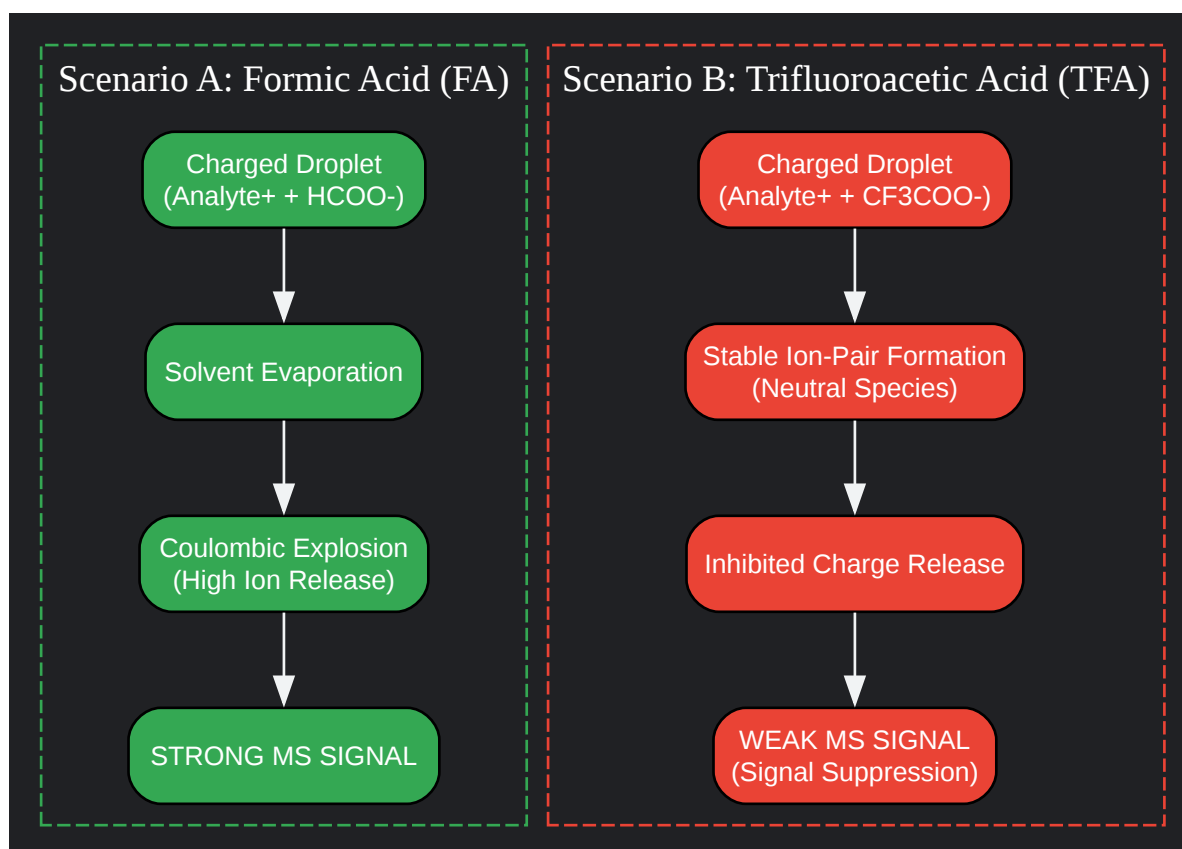 Scenario A: Formic Acid (FA)
Charged Droplet
(Analyte+ + HCOO-)
Solvent Evaporation
Coulombic Explosion
(High Ion Release)
STRONG MS SIGNAL
Scenario B: Trifluoroacetic Acid (TFA)
Charged Droplet
(Analyte+ + CF3COO-)
Stable Ion-Pair Formation
(Neutral Species)
Inhibited Charge Release
WEAK MS SIGNAL
(Signal Suppression)